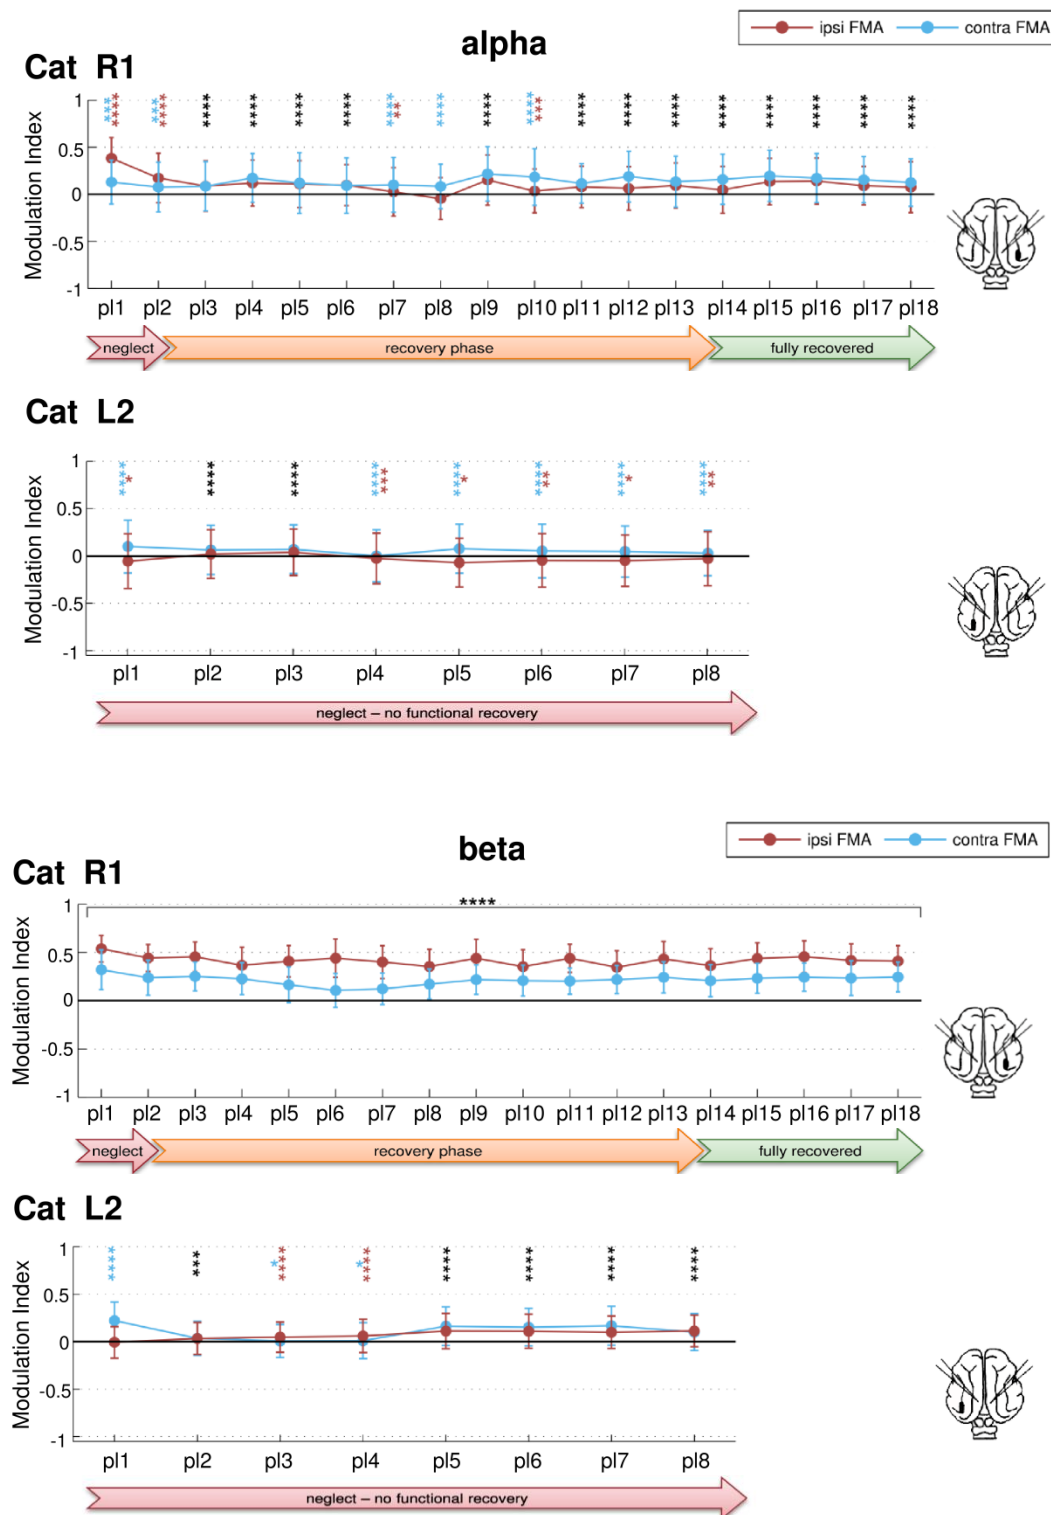 ipsi FMA contra FMA
alpha
Cat R1
*** **** *** **** **** **** **** **** **** ** **** **** **** *** **** **** **** **** **** **** **** ****
Modulation Index
1
0.5
0
-0.5
-1
pl1 pl2 pl3 pl4 pl5 pl6 pl7 pl8 pl9 pl10 pl11 pl12 pl13 pl14 pl15 pl16 pl17 pl18
neglect recovery phase fully recovered
Cat L2
**** * **** **** **** *** **** * **** ** **** * **** **
Modulation Index
1
0.5
0
-0.5
-1
pl1 pl2 pl3 pl4 pl5 pl6 pl7 pl8
neglect – no functional recovery
ipsi FMA contra FMA
beta
Cat R1
****
Modulation Index
1
0.5
0
-0.5
-1
pl1 pl2 pl3 pl4 pl5 pl6 pl7 pl8 pl9 pl10 pl11 pl12 pl13 pl14 pl15 pl16 pl17 pl18
neglect recovery phase fully recovered
Cat L2
**** *** * **** * **** **** **** **** ****
Modulation Index
1
0.5
0
-0.5
-1
pl1 pl2 pl3 pl4 pl5 pl6 pl7 pl8
neglect – no functional recovery